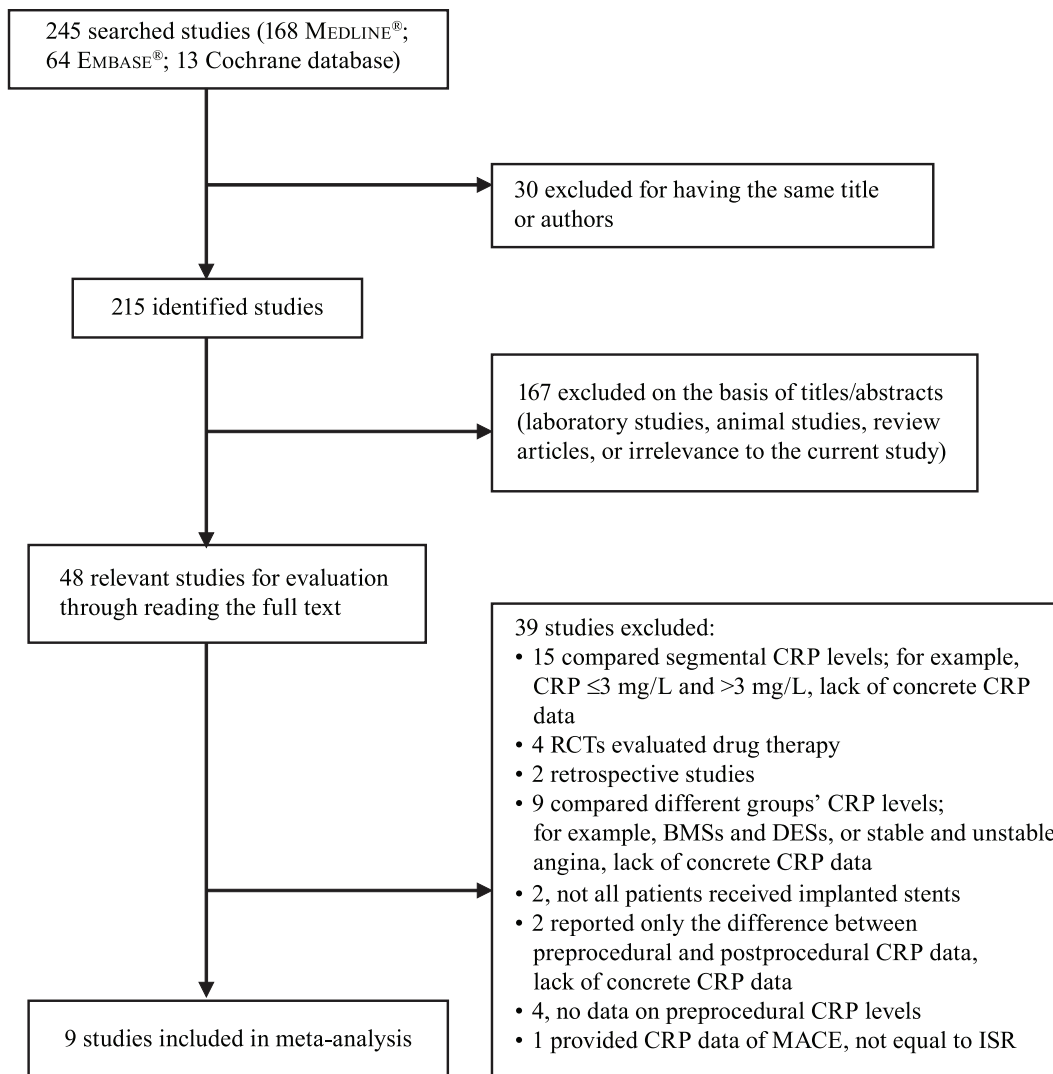 245 searched studies (168 MEDLINE®;
64 EMBASE®; 13 Cochrane database)
30 excluded for having the same title
or authors
215 identified studies
167 excluded on the basis of titles/abstracts
(laboratory studies, animal studies, review
articles, or irrelevance to the current study)
48 relevant studies for evaluation
through reading the full text
39 studies excluded:
• 15 compared segmental CRP levels; for example,
CRP ≤3 mg/L and >3 mg/L, lack of concrete CRP
data
• 4 RCTs evaluated drug therapy
• 2 retrospective studies
• 9 compared different groups’ CRP levels;
for example, BMSs and DESs, or stable and unstable
angina, lack of concrete CRP data
• 2, not all patients received implanted stents
• 2 reported only the difference between
preprocedural and postprocedural CRP data,
lack of concrete CRP data
• 4, no data on preprocedural CRP levels
• 1 provided CRP data of MACE, not equal to ISR
9 studies included in meta-analysis